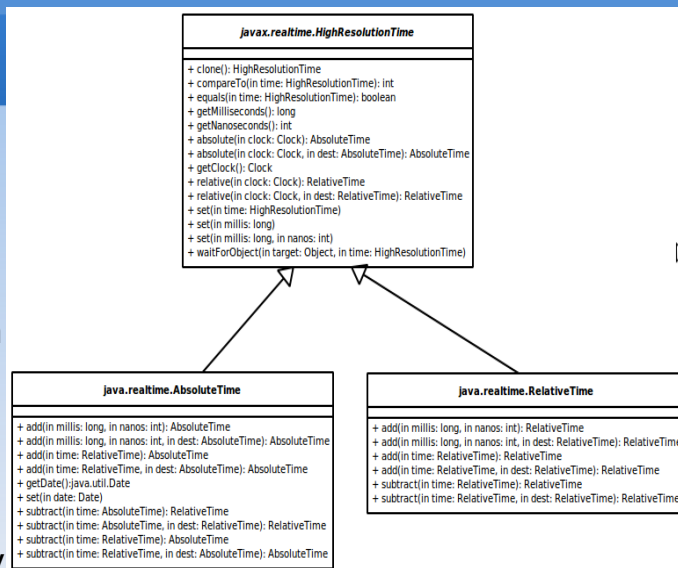 javax.realtime.HighResolutionTime
+ clone(): HighResolutionTime
+ compareTo(in time: HighResolutionTime): int
+ equals(in time: HighResolutionTime): boolean
+ getMilliseconds(): long
+ getNanoseconds(): int
+ absolute(in clock: Clock): AbsoluteTime
+ absolute(in clock: Clock, in dest: AbsoluteTime): AbsoluteTime
+ getClock(): Clock
+ relative(in clock: Clock): RelativeTime
+ relative(in clock: Clock, in dest: RelativeTime): RelativeTime
+ set(in time: HighResolutionTime)
+ set(in millis: long)
+ set(in millis: long, in nanos: int)
+ waitForObject(in target: Object, in time: HighResolutionTime)
java.realtime.AbsoluteTime
+ add(in millis: long, in nanos: int): AbsoluteTime
+ add(in millis: long, in nanos: int, in dest: AbsoluteTime): AbsoluteTime
+ add(in time: RelativeTime): AbsoluteTime
+ add(in time: RelativeTime, in dest: AbsoluteTime): AbsoluteTime
+ getDate():java.util.Date
+ set(in date: Date)
+ subtract(in time: AbsoluteTime): RelativeTime
+ subtract(in time: AbsoluteTime, in dest: RelativeTime): RelativeTime
+ subtract(in time: RelativeTime): AbsoluteTime
+ subtract(in time: RelativeTime, in dest: AbsoluteTime): AbsoluteTime
java.realtime.RelativeTime
+ add(in millis: long, in nanos: int): RelativeTime
+ add(in millis: long, in nanos: int, in dest: RelativeTime): RelativeTime
+ add(in time: RelativeTime): RelativeTime
+ add(in time: RelativeTime, in dest: RelativeTime): RelativeTime
+ subtract(in time: RelativeTime): RelativeTime
+ subtract(in time: RelativeTime, in dest: RelativeTime): RelativeTime